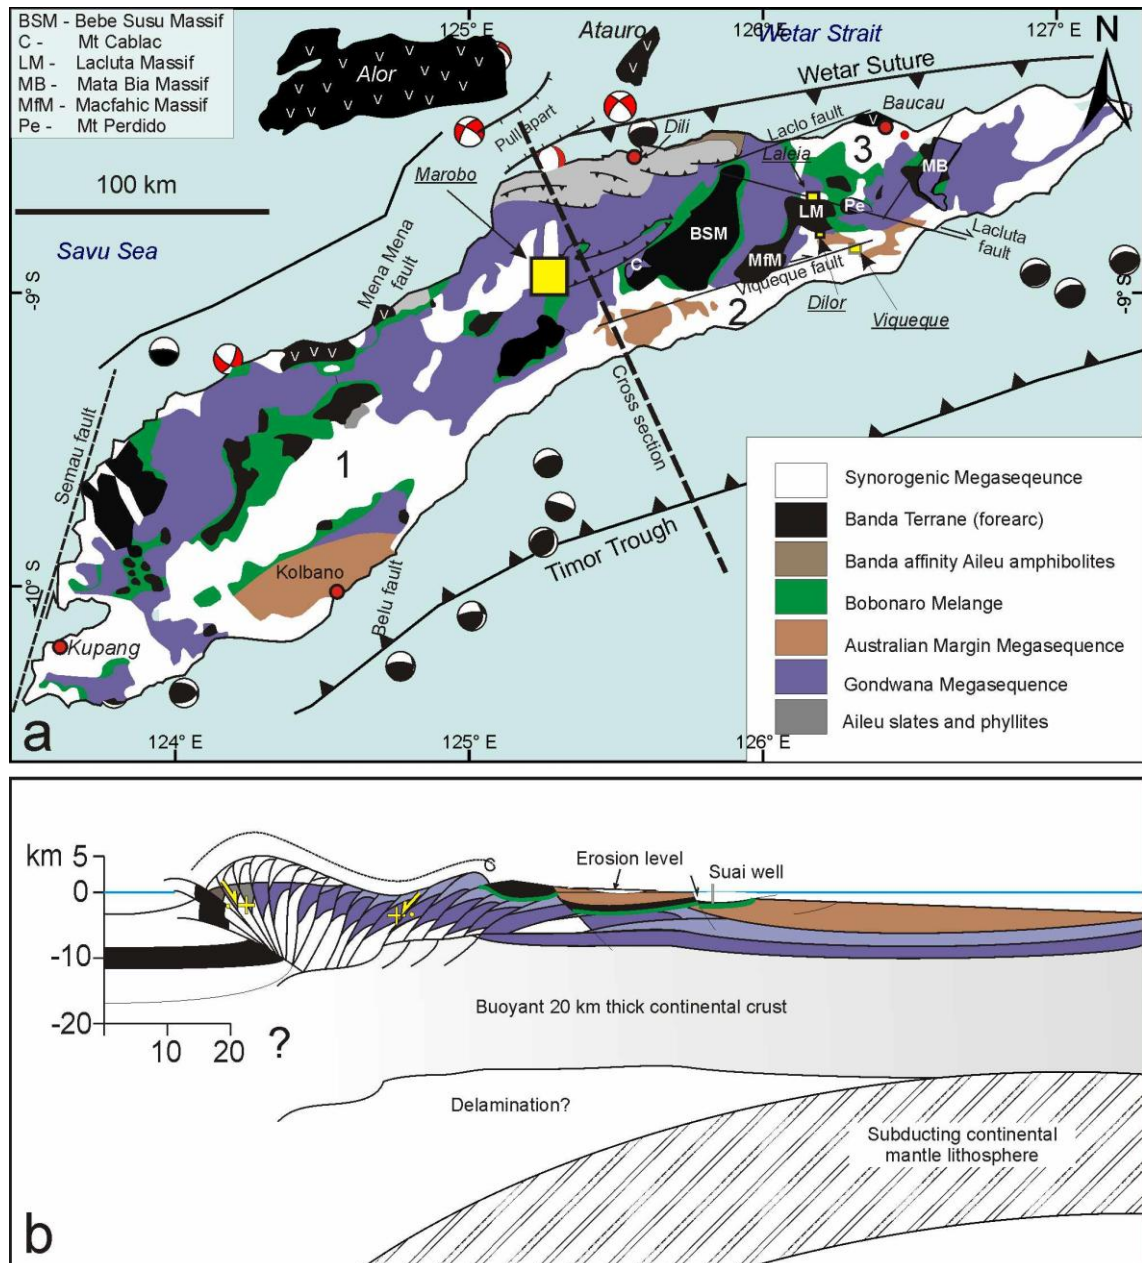 BSM - Bebe Susu Massif
C - Mt Cablac
LM - Lacluta Massif
MB - Mata Bia Massif
MfM - Macfahic Massif
Pe - Mt Perdido
125° E
126° E
127° E
N
Alor
V V V V V V V V V V V V V V
Atauro
V
V
Wetar Strait
Wetar Suture
Pull apart
Dili
Laclo fault
Baucau
V
Laleia
3
MB
Marobo
100 km
Pe
LM
BSM
Lacluta
fault
Savu Sea
Mena Mena
fault
C
MfM
Viqueque fault
-9° S
-9° S
2
Dilor
Viqueque
V
V V V
Cross section
Semau fault
1
Timor Trough
Kolbano
-10° S
Belu fault
Kupang
Synorogenic Megaseqeunce
Banda Terrane (forearc)
Banda affinity Aileu amphibolites
Bobonaro Melange
Australian Margin Megasequence
Gondwana Megasequence
Aileu slates and phyllites
a
124° E
125° E
126° E
km 5
0
-10
-20
10 20 ?
C
Erosion level
Suai well
Buoyant 20 km thick continental crust
Delamination?
Subducting continental
mantle lithosphere
b